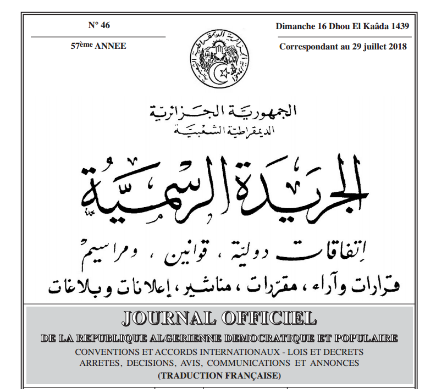 N° 46
Dimanche 16 Dhou El Kaâda 1439
57ème ANNEE
Correspondant au 29 juillet 2018
الجمهورية الجزائرية
الديمقراطية الشعبية
الجريدة الرسمية
إتفاقات دولية ، قوانين ، ومراسيم
قرارات وآراء ، مقررات ، مناشير ، إعلانات وبلاغات
JOURNAL OFFICIEL
DE LA REPUBLIQUE ALGERIENNE DEMOCRATIQUE ET POPULAIRE
CONVENTIONS ET ACCORDS INTERNATIONAUX - LOIS ET DECRETS
ARRETES, DECISIONS, AVIS, COMMUNICATIONS ET ANNONCES
(TRADUCTION FRANÇAISE)